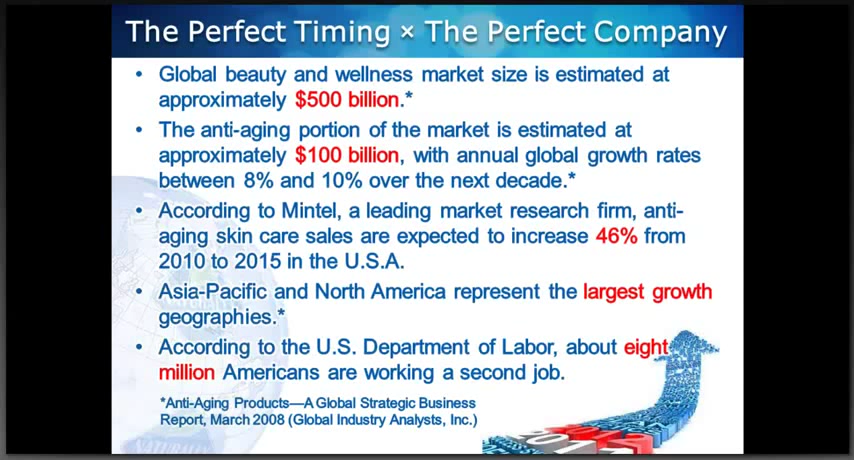 The Perfect Timing × The Perfect Company
• Global beauty and wellness market size is estimated at
approximately $500 billion.*
• The anti-aging portion of the market is estimated at
approximately $100 billion, with annual global growth rates
between 8% and 10% over the next decade.*
• According to Mintel, a leading market research firm, anti-
aging skin care sales are expected to increase 46% from
2010 to 2015 in the U.S.A.
• Asia-Pacific and North America represent the largest growth
geographies.*
• According to the U.S. Department of Labor, about eight
million Americans are working a second job.
*Anti-Aging Products—A Global Strategic Business
Report, March 2008 (Global Industry Analysts, Inc.)